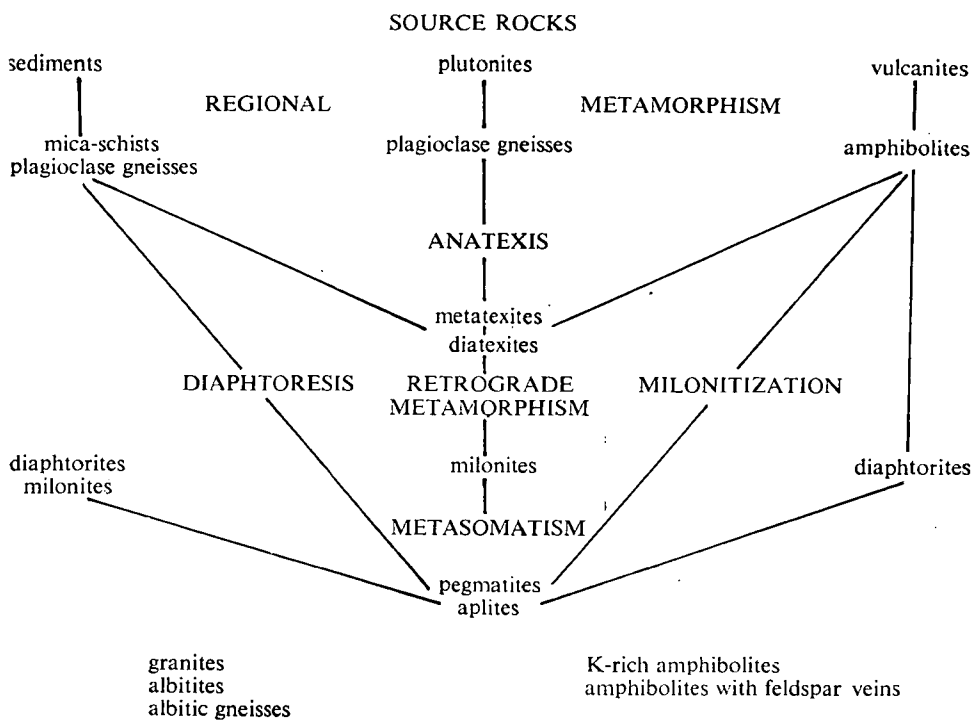 SOURCE ROCKS
sediments plutonites vulcanites
REGIONAL METAMORPHISM
mica-schists plagioclase gneisses amphibolites
plagioclase gneisses
ANATEXIS
metatexites
diatexites
DIAPHTORESIS RETROGRADE MILONITIZATION
METAMORPHISM
diaphtorites milonites diaphtorites
milonites
METASOMATISM
pegmatites
aplites
granites K-rich amphibolites
albitites amphibolites with feldspar veins
albitic gneisses